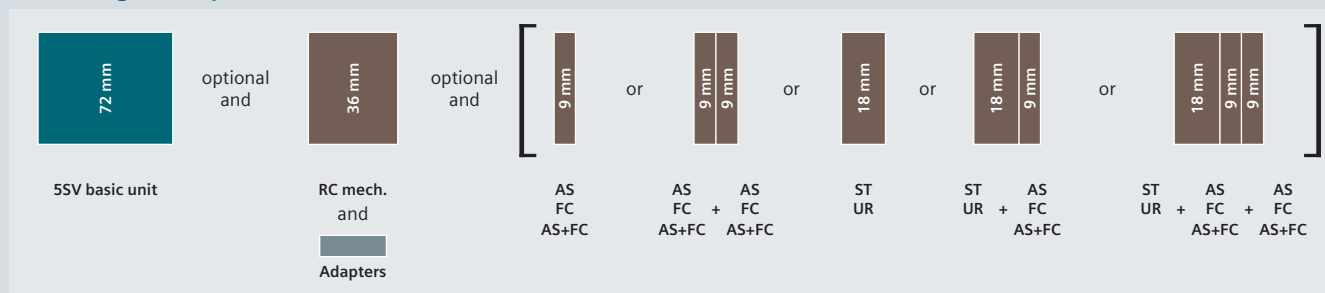 72 mm
optional
and
36 mm
optional
and
9 mm
or
9 mm
9 mm
or
18 mm
or
18 mm
9 mm
or
18 mm
9 mm
9 mm
5SV basic unit
RC mech.
and
Adapters
AS
FC
AS+FC
AS AS
FC + FC
AS+FC AS+FC
ST
UR
ST AS
UR + FC
AS+FC
ST AS AS
UR + FC + FC
AS+FC AS+FC